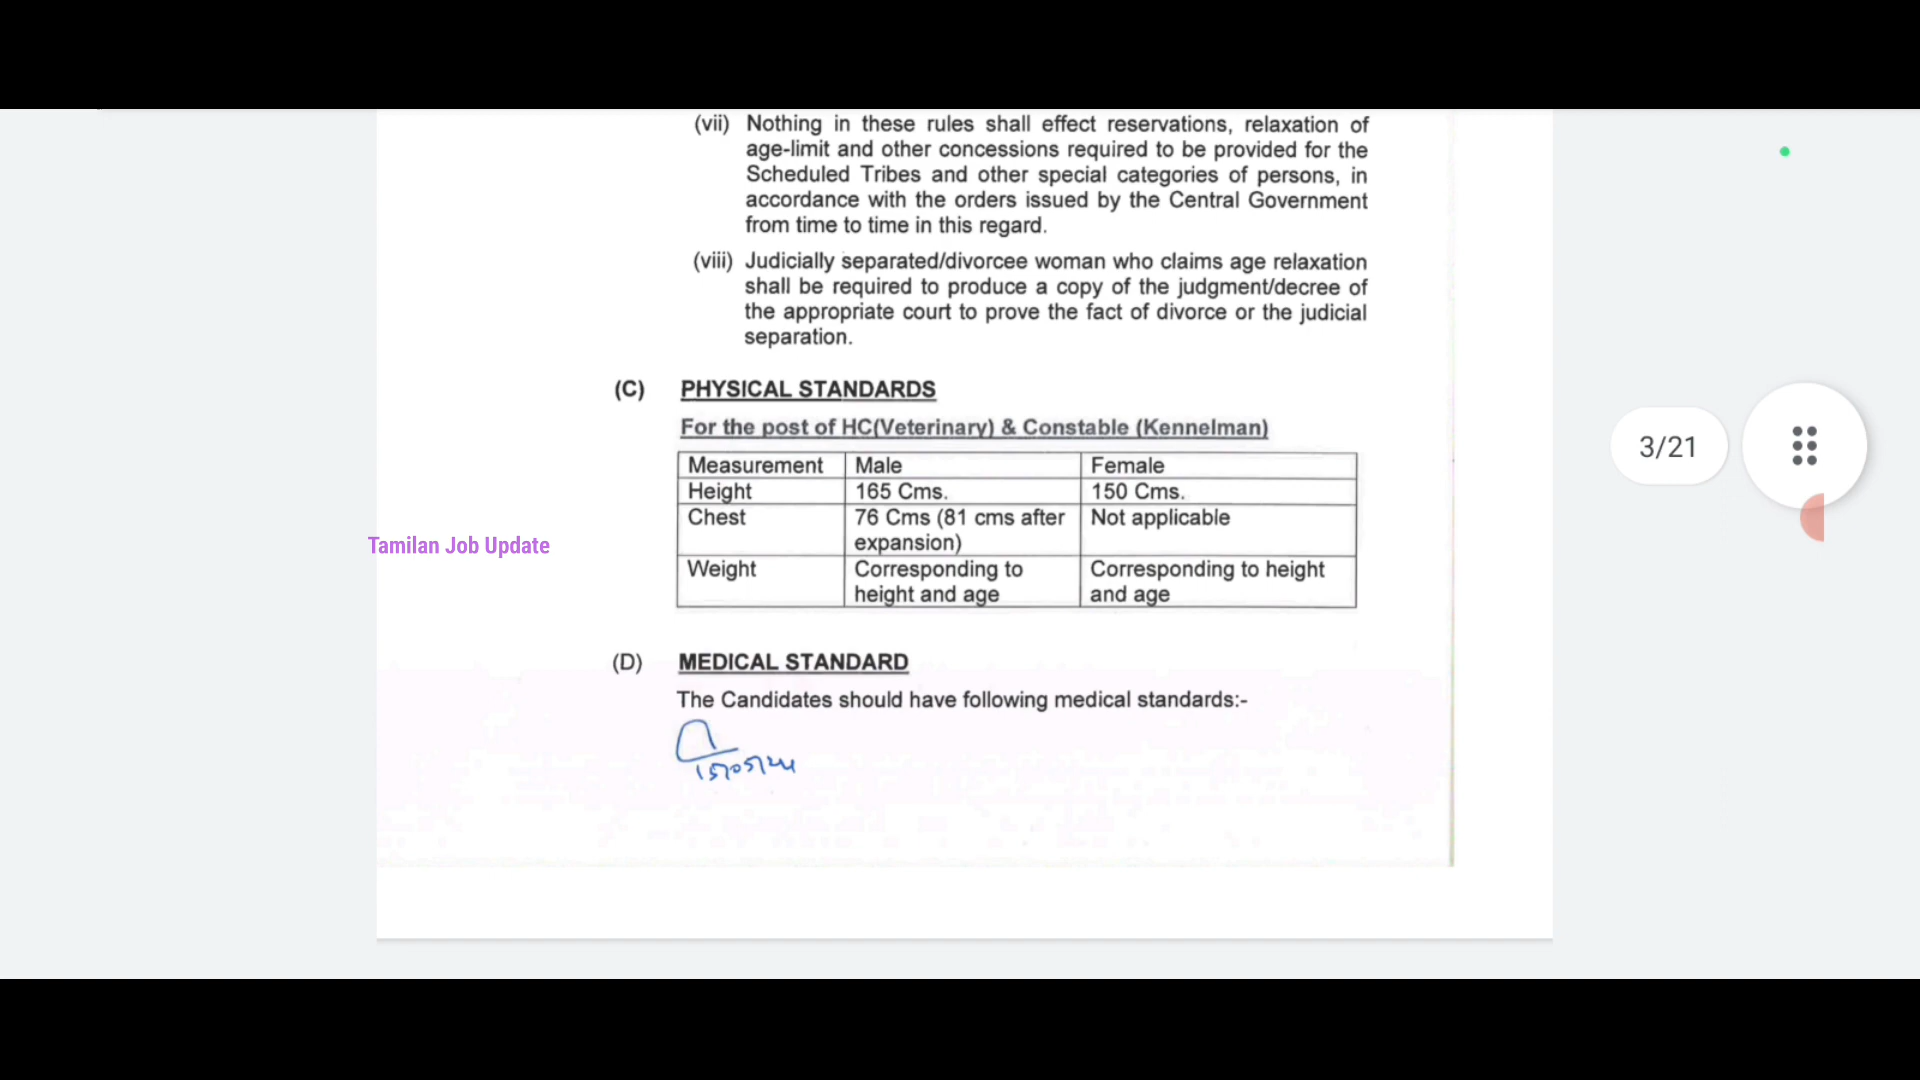 (vii) Nothing in these rules shall effect reservations, relaxation of
age-limit and other concessions required to be provided for the
Scheduled Tribes and other special categories of persons, in
accordance with the orders issued by the Central Government
from time to time in this regard.
(viii) Judicially separated/divorcee woman who claims age relaxation
shall be required to produce a copy of the judgment/decree of
the appropriate court to prove the fact of divorce or the judicial
separation.
(C) PHYSICAL STANDARDS
For the post of HC(Veterinary) & Constable (Kennelman)
Measurement Male Female
Height 165 Cms. 150 Cms.
Chest 76 Cms (81 cms after Not applicable
expansion)
Weight Corresponding to Corresponding to height
height and age and age
(D) MEDICAL STANDARD
The Candidates should have following medical standards:-
Tamilan Job Update
3/21